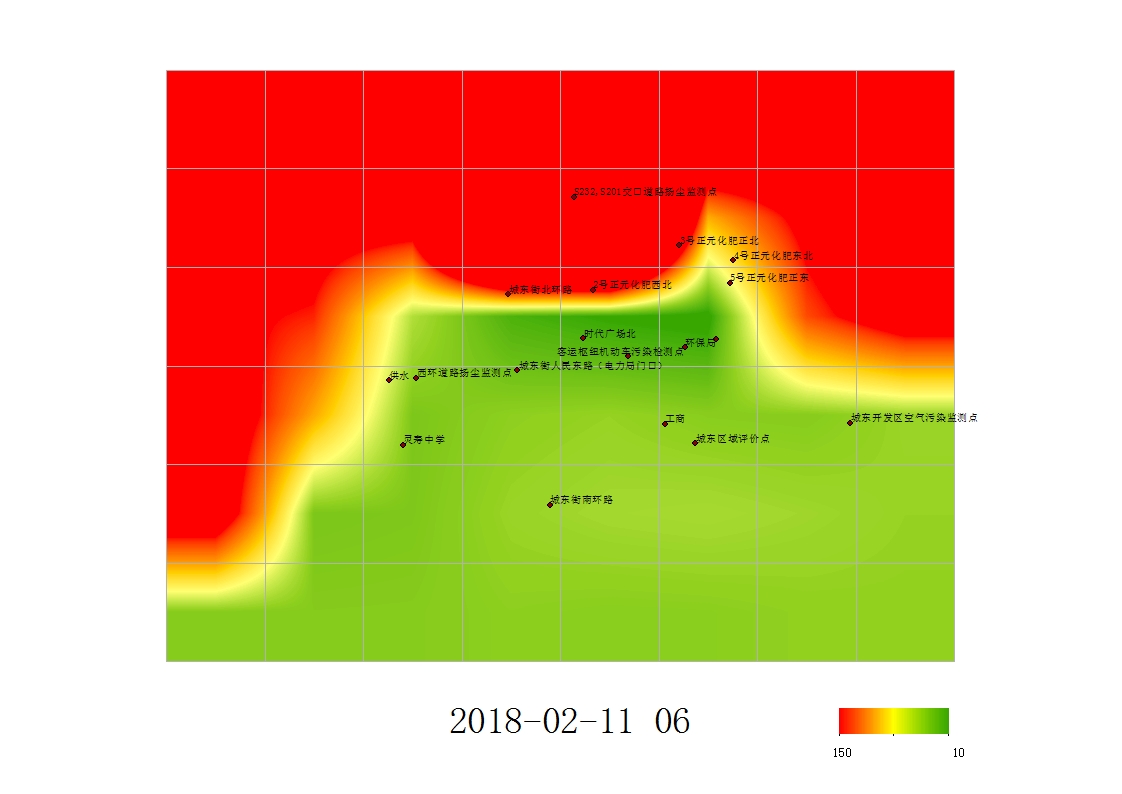 S232,S201交口道路扬尘监测点
3号正元化肥正北
4号正元化肥东北
5号正元化肥正东
2号正元化肥西北
城东街北环路
时代广场北
环保局
客运枢纽机动车污染检测点
城东街人民东路（电力局门口）
供水
西环道路扬尘监测点
工商
城东开发区空气污染监测点
灵寿中学
城东区域评价点
城东街南环路
2018-02-11 06
150
10